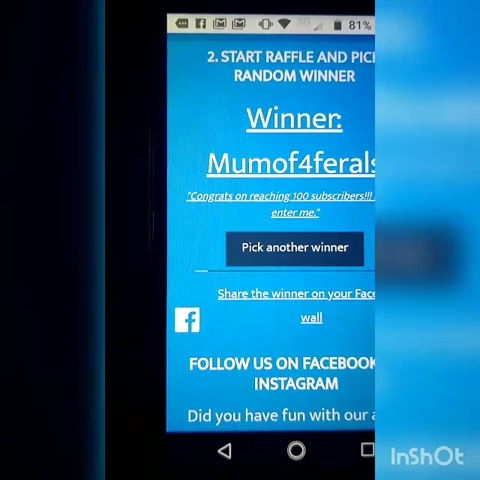 81%
2. START RAFFLE AND PICK
RANDOM WINNER
Winner:
Mumof4ferals
"Congrats on reaching 100 subscribers!!!
enter me."
Pick another winner
Share the winner on your Face
wall
FOLLOW US ON FACEBOOK
INSTAGRAM
Did you have fun with our a
InShOt